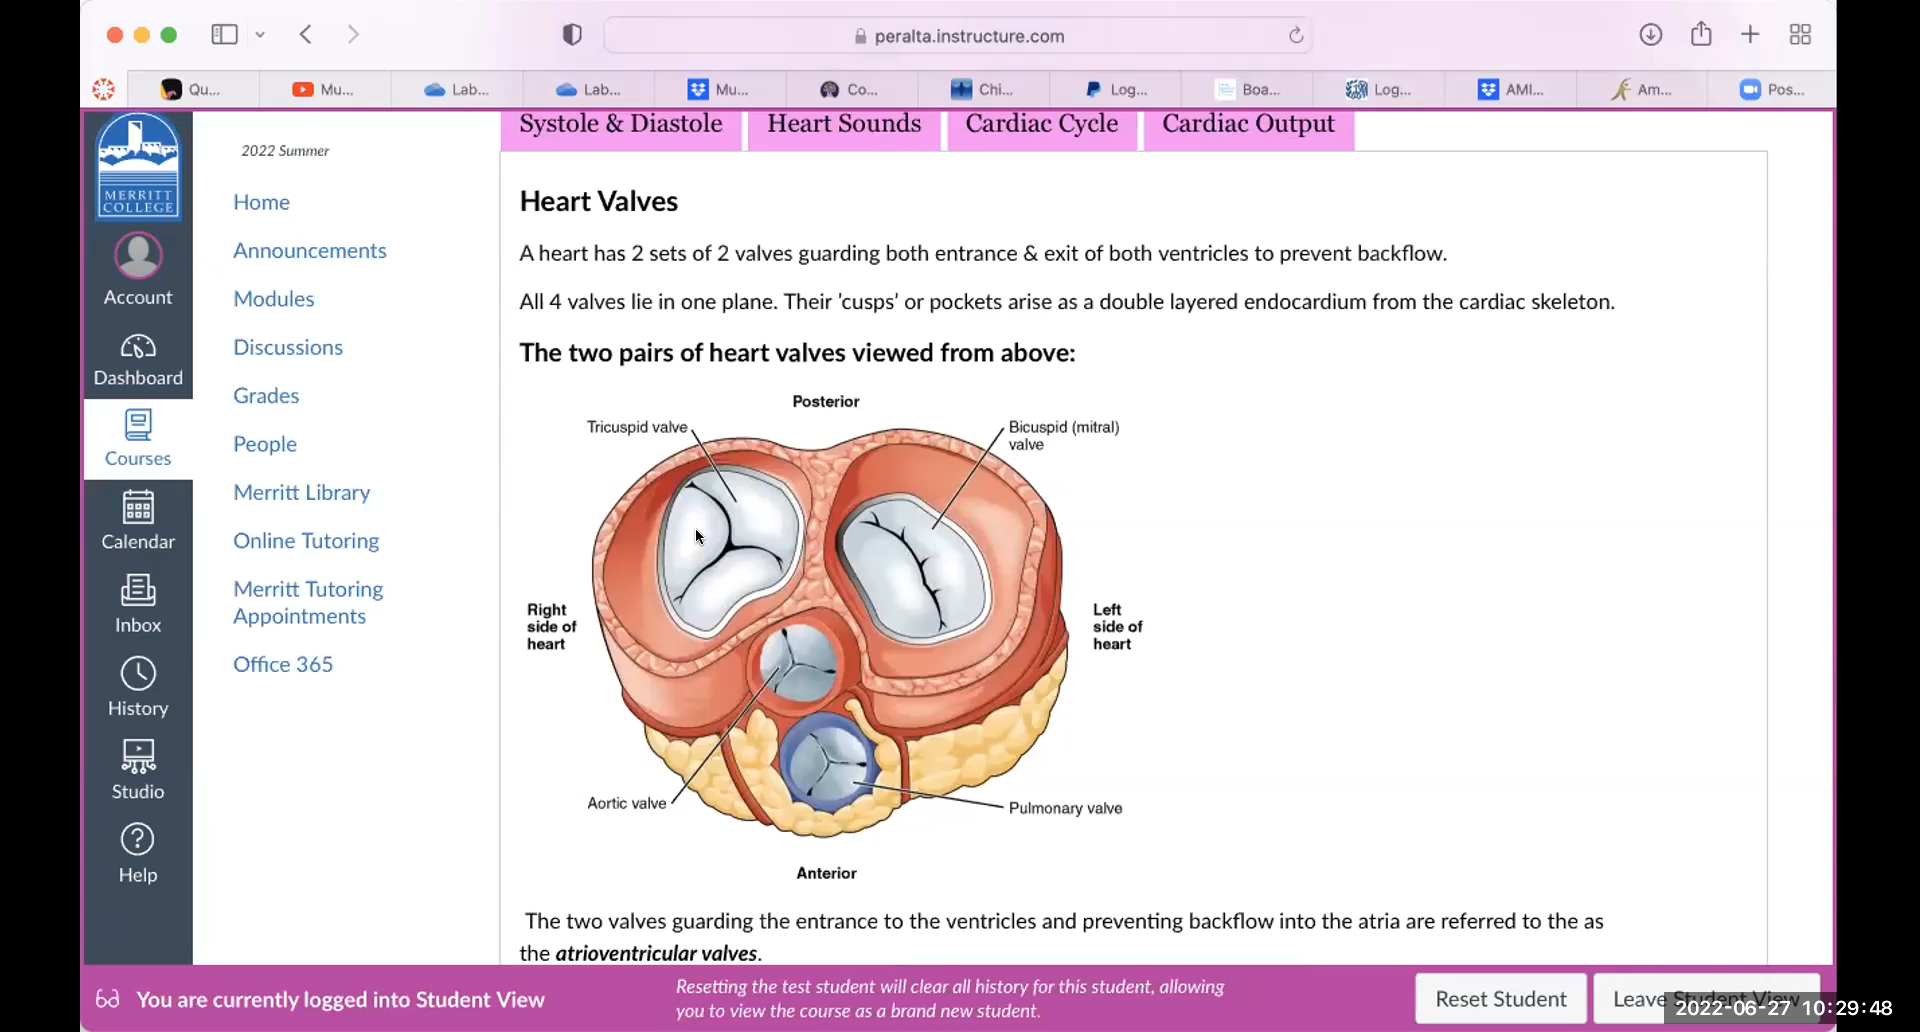 peralta.instructure.com
Qu...
Mu...
Lab...
Lab...
Mu...
Co...
Chi...
Log...
Boa...
Log...
AMI...
Am...
Pos...
MERRITT
COLLEGE
Account
Dashboard
Courses
Calendar
Inbox
History
Studio
Help
2022 Summer
Home
Announcements
Modules
Discussions
Grades
People
Merritt Library
Online Tutoring
Merritt Tutoring
Appointments
Office 365
Systole & Diastole
Heart Sounds
Cardiac Cycle
Cardiac Output
Heart Valves
A heart has 2 sets of 2 valves guarding both entrance & exit of both ventricles to prevent backflow.
All 4 valves lie in one plane. Their 'cusps' or pockets arise as a double layered endocardium from the cardiac skeleton.
The two pairs of heart valves viewed from above:
Posterior
Tricuspid valve
Bicuspid (mitral)
valve
Right
side of
heart
Left
side of
heart
Aortic valve
Pulmonary valve
Anterior
The two valves guarding the entrance to the ventricles and preventing backflow into the atria are referred to the as
the atrioventricular valves.
You are currently logged into Student View
Resetting the test student will clear all history for this student, allowing
you to view the course as a brand new student.
Reset Student
Leave Student View
2022-06-27 10:29:48